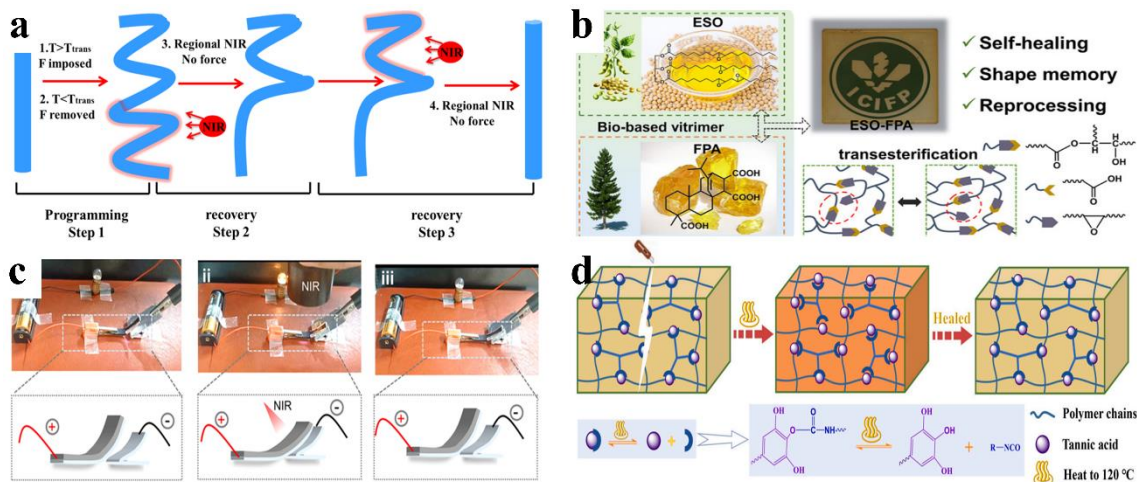 a
1.T>Ttrans
F imposed
2. T<Ttrans
F removed
NIR
3. Regional NIR
No force
NIR
4. Regional NIR
No force
Programming
Step 1
recovery
Step 2
recovery
Step 3
b
ESO
Bio-based vitrimer
FPA
COOH
COOH
COOH
ICIFP
ESO-FPA
✓ Self-healing
✓ Shape memory
✓ Reprocessing
transesterification
O
O
H
C
H
H
C
OH
O
OH
O
c
ii
NIR
iii
+
-
NIR
+
-
+
-
d
Healed
Polymer chains
Tannic acid
Heat to 120 °C
+
OH
O
O-C-NH
OH
OH
OH
OH
+
R-NCO